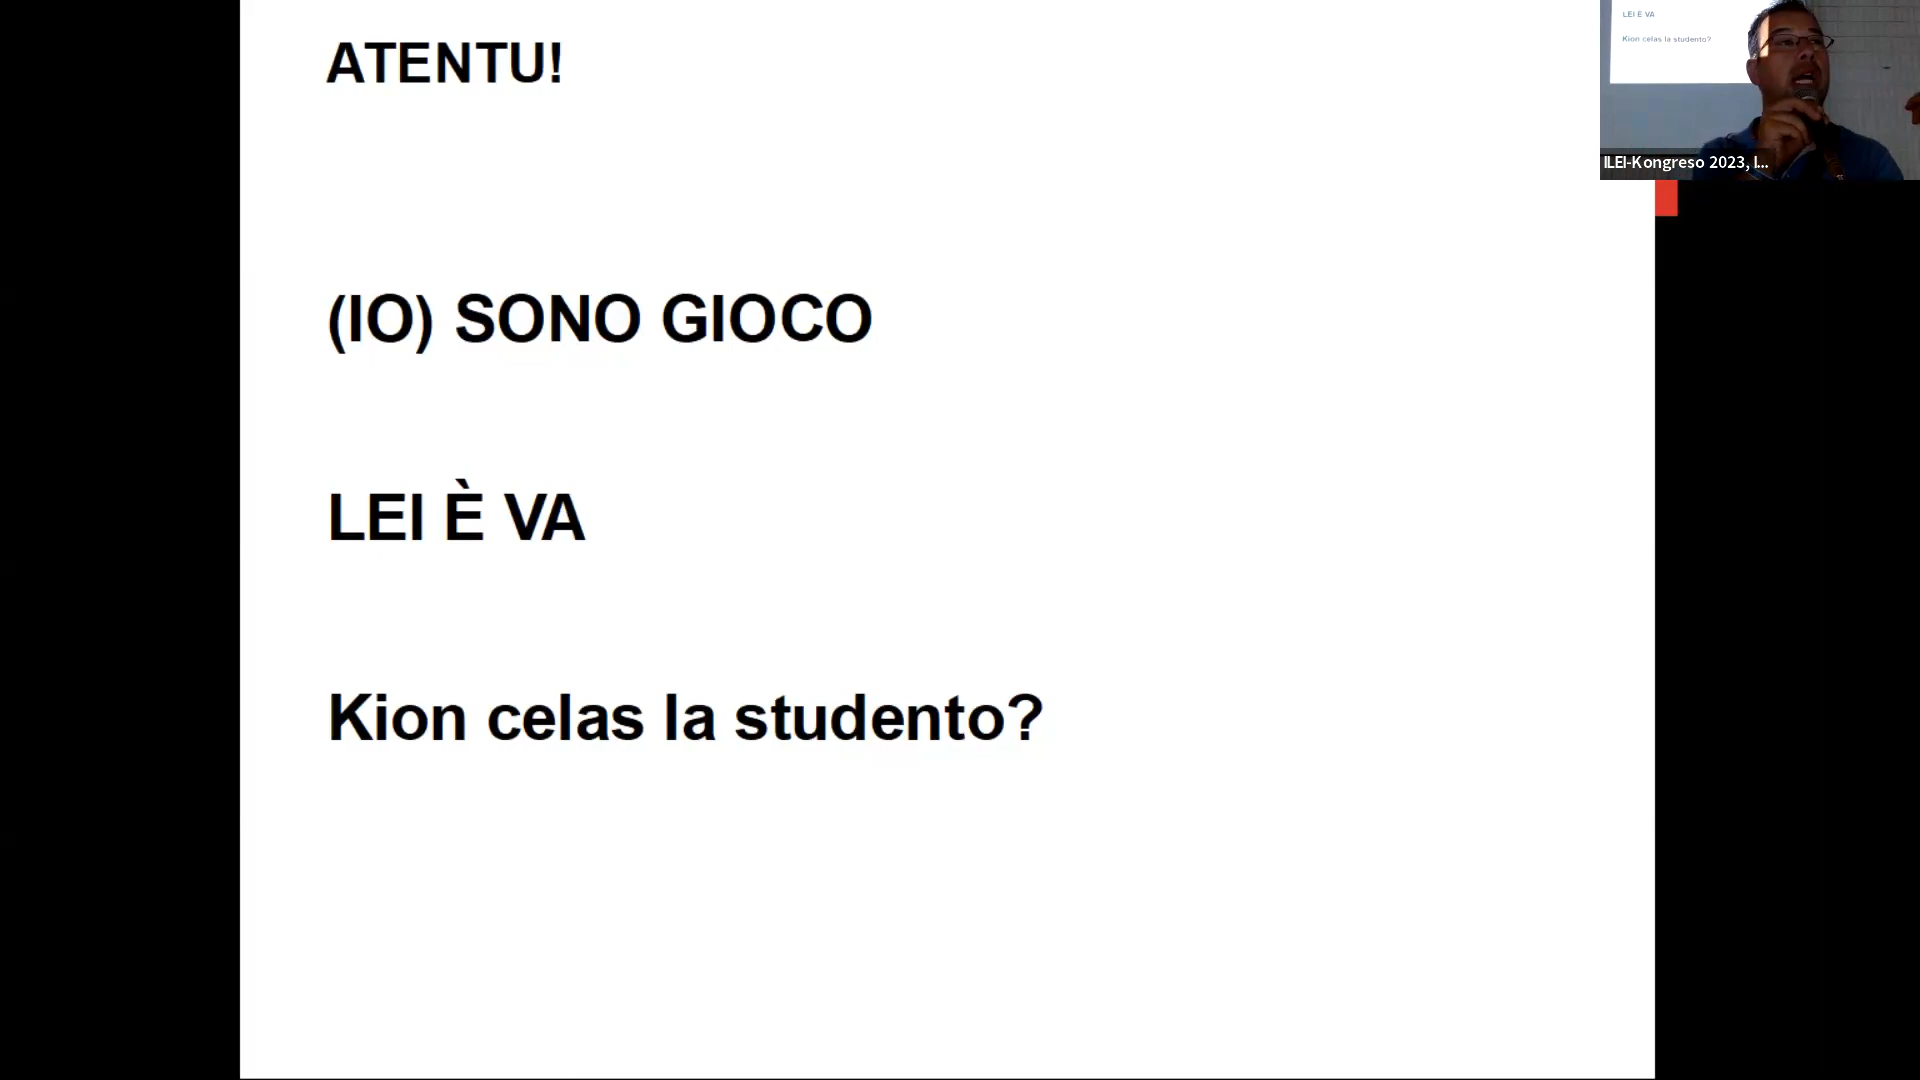 ATENTU!
(IO) SONO GIOCO
LEI È VA
Kion celas la studento?
LEI È VA
Kion celas la studento?
ILEI-Kongreso 2023, I...